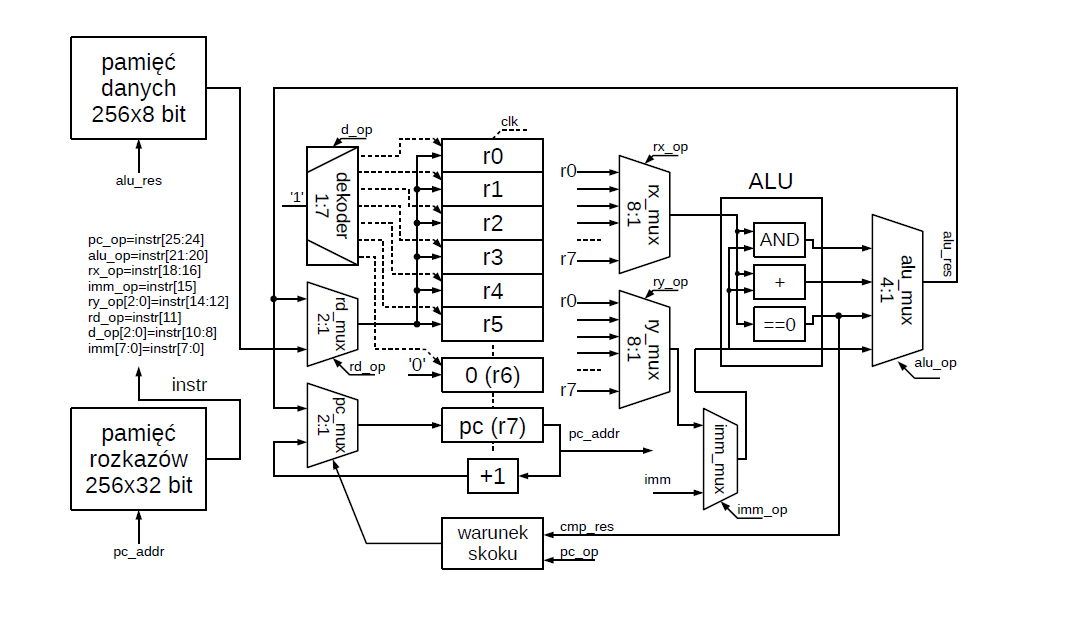 pamięć
danych
256x8 bit
alu_res
pc_op=instr[25:24]
alu_op=instr[21:20]
rx_op=instr[18:16]
imm_op=instr[15]
ry_op[2:0]=instr[14:12]
rd_op=instr[11]
d_op[2:0]=instr[10:8]
imm[7:0]=instr[7:0]
instr
pamięć
rozkazów
256x32 bit
pc_addr
d_op
'1'
dekoder
1:7
rd_mux
2:1
rd_op
pc_mux
2:1
clk
r0
r1
r2
r3
r4
r5
'0'
0 (r6)
pc (r7)
+1
pc_addr
warunek
skoku
cmp_res
pc_op
r0
r7
rx_op
rx_mux
8:1
r0
r7
ry_op
ry_mux
8:1
imm
imm_mux
imm_op
ALU
AND
+
==0
alu_mux
4:1
alu_res
alu_op